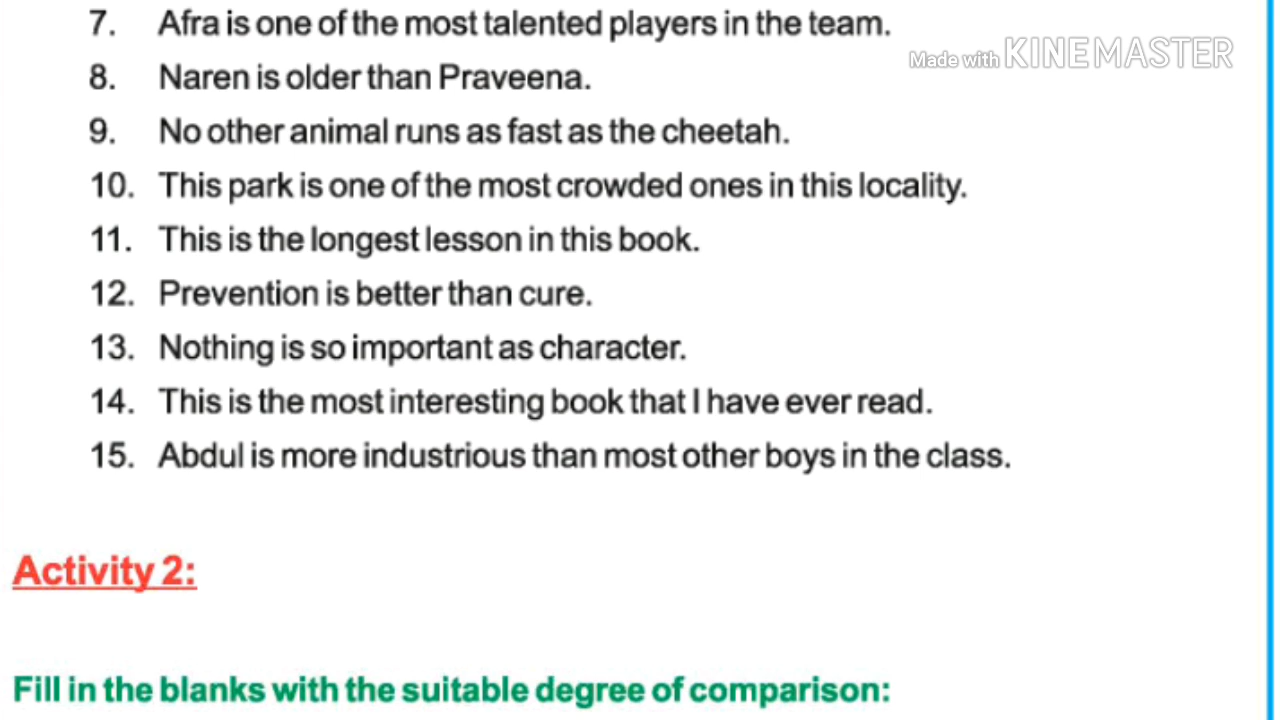 7. Afra is one of the most talented players in the team.
Made with KINEMASTER
8. Naren is older than Praveena.
9. No other animal runs as fast as the cheetah.
10. This park is one of the most crowded ones in this locality.
11. This is the longest lesson in this book.
12. Prevention is better than cure.
13. Nothing is so important as character.
14. This is the most interesting book that I have ever read.
15. Abdul is more industrious than most other boys in the class.
Activity 2:
Fill in the blanks with the suitable degree of comparison: